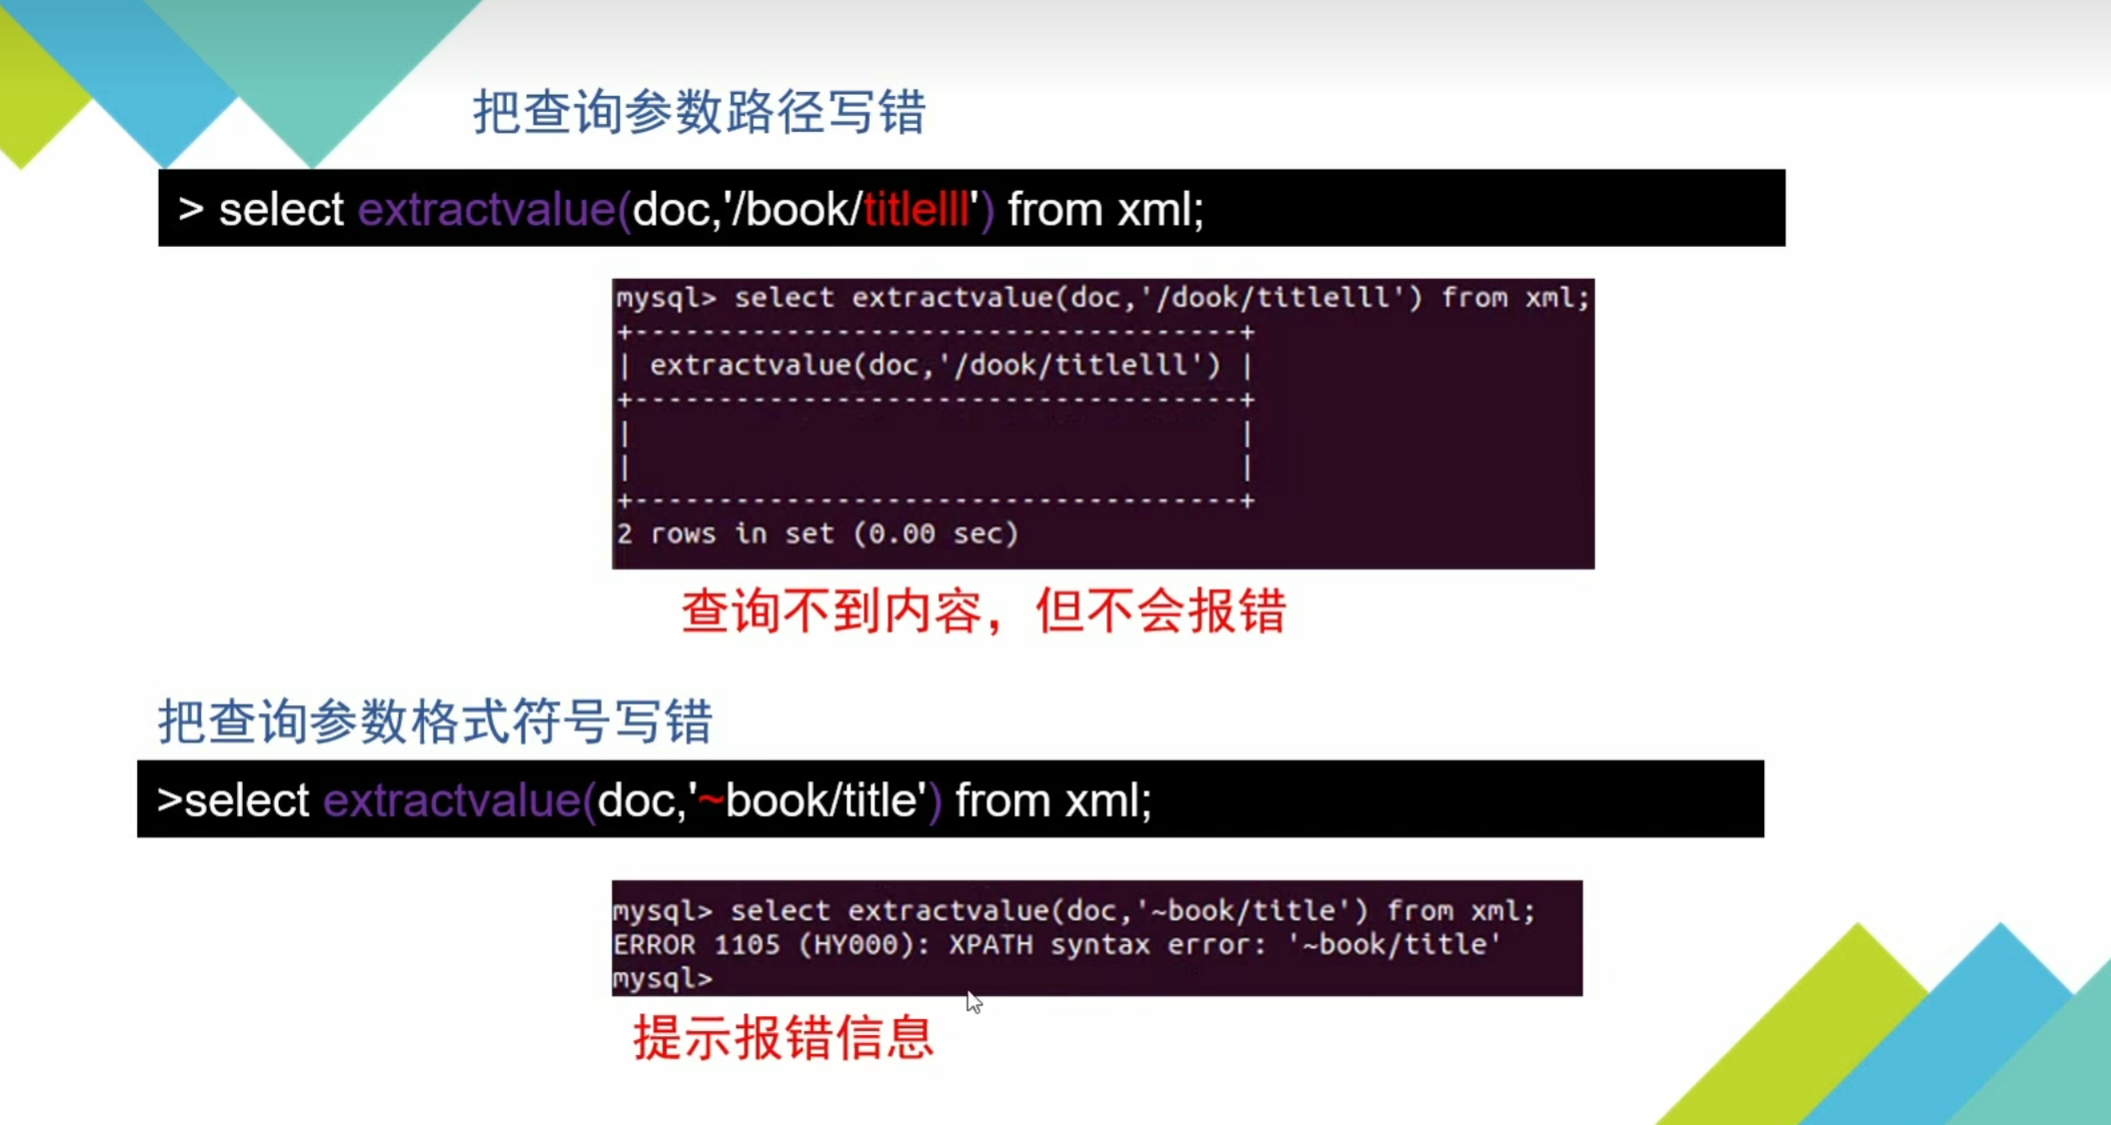 把查询参数路径写错
> select extractvalue(doc,'/book/titlelll') from xml;
mysql> select extractvalue(doc,'/dook/titlelll') from xml;
+------------------------------------+
| extractvalue(doc,'/dook/titlelll') |
+------------------------------------+
|                                    |
|                                    |
+------------------------------------+
2 rows in set (0.00 sec)
查询不到内容，但不会报错
把查询参数格式符号写错
>select extractvalue(doc,'~book/title') from xml;
mysql> select extractvalue(doc,'~book/title') from xml;
ERROR 1105 (HY000): XPATH syntax error: '~book/title'
mysql>
提示报错信息